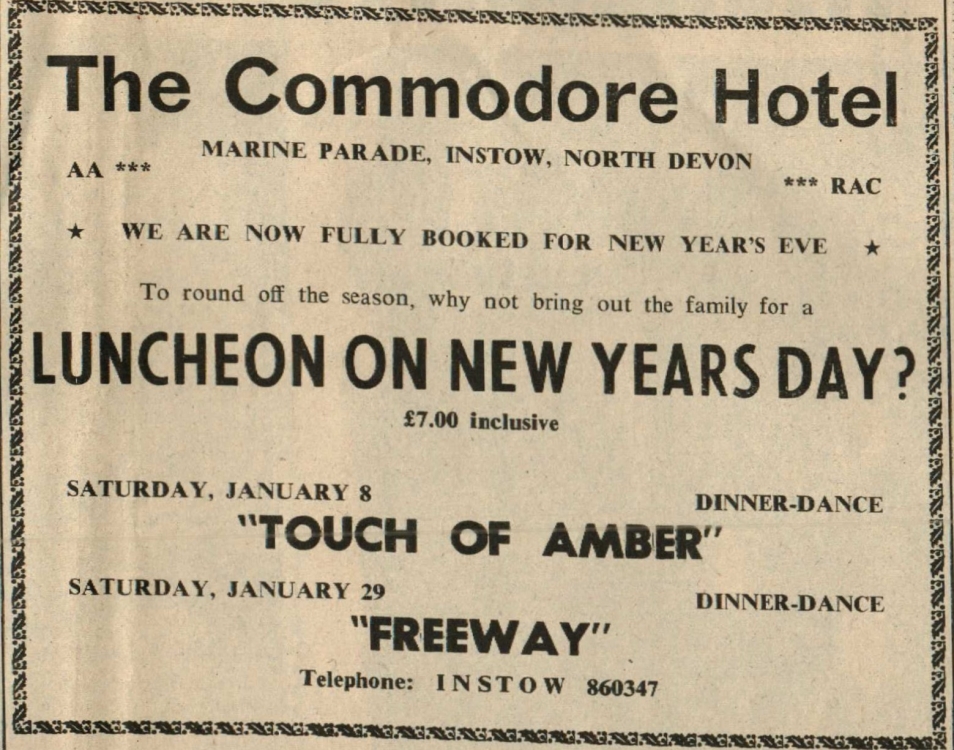 The Commodore Hotel
MARINE PARADE, INSTOW, NORTH DEVON
AA ***
*** RAC
★ WE ARE NOW FULLY BOOKED FOR NEW YEAR'S EVE ★
To round off the season, why not bring out the family for a
LUNCHEON ON NEW YEARS DAY?
£7.00 inclusive
SATURDAY, JANUARY 8 DINNER-DANCE
"TOUCH OF AMBER"
SATURDAY, JANUARY 29 DINNER-DANCE
"FREEWAY"
Telephone: INSTOW 860347